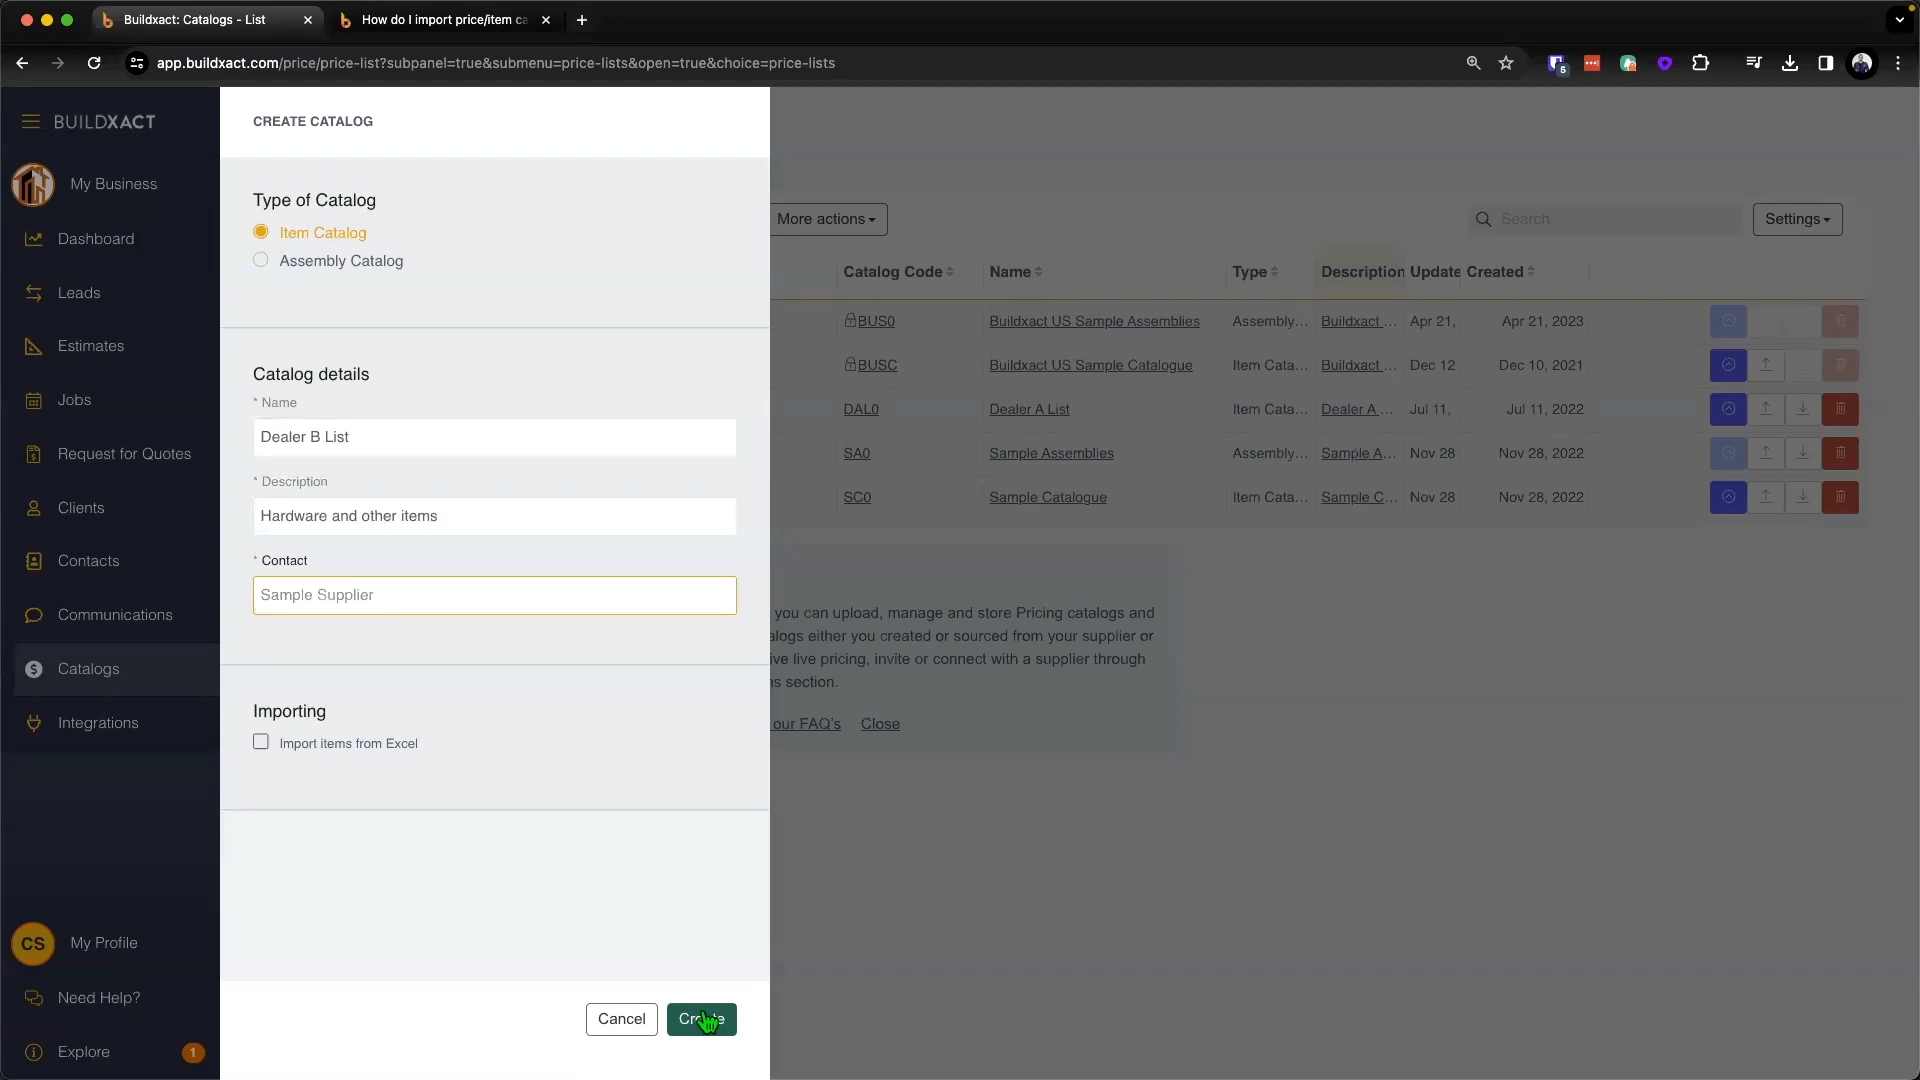 Buildxact: Catalogs - List
How do I import price/item ca
app.buildxact.com/price/price-list?subpanel=true&submenu=price-lists&open=true&choice=price-lists
5
BUILDXACT
My Business
Dashboard
Leads
Estimates
Jobs
Request for Quotes
Clients
Contacts
Communications
Catalogs
Integrations
CS My Profile
Need Help?
Explore 1
CREATE CATALOG
Type of Catalog
Item Catalog
Assembly Catalog
Catalog details
* Name
Dealer B List
* Description
Hardware and other items
* Contact
Sample Supplier
Importing
Import items from Excel
Cancel Create
More actions Search Settings
Catalog Code Name Type Description Update Created
BUS0 Buildxact US Sample Assemblies Assembly... Buildxact ... Apr 21, Apr 21, 2023
BUSC Buildxact US Sample Catalogue Item Cata... Buildxact ... Dec 12 Dec 10, 2021
DAL0 Dealer A List Item Cata... Dealer A ... Jul 11, Jul 11, 2022
SA0 Sample Assemblies Assembly... Sample A... Nov 28 Nov 28, 2022
SC0 Sample Catalogue Item Cata... Sample C... Nov 28 Nov 28, 2022
you can upload, manage and store Pricing catalogs and
alogs either you created or sourced from your supplier or
ive live pricing, invite or connect with a supplier through
ns section.
our FAQ's Close